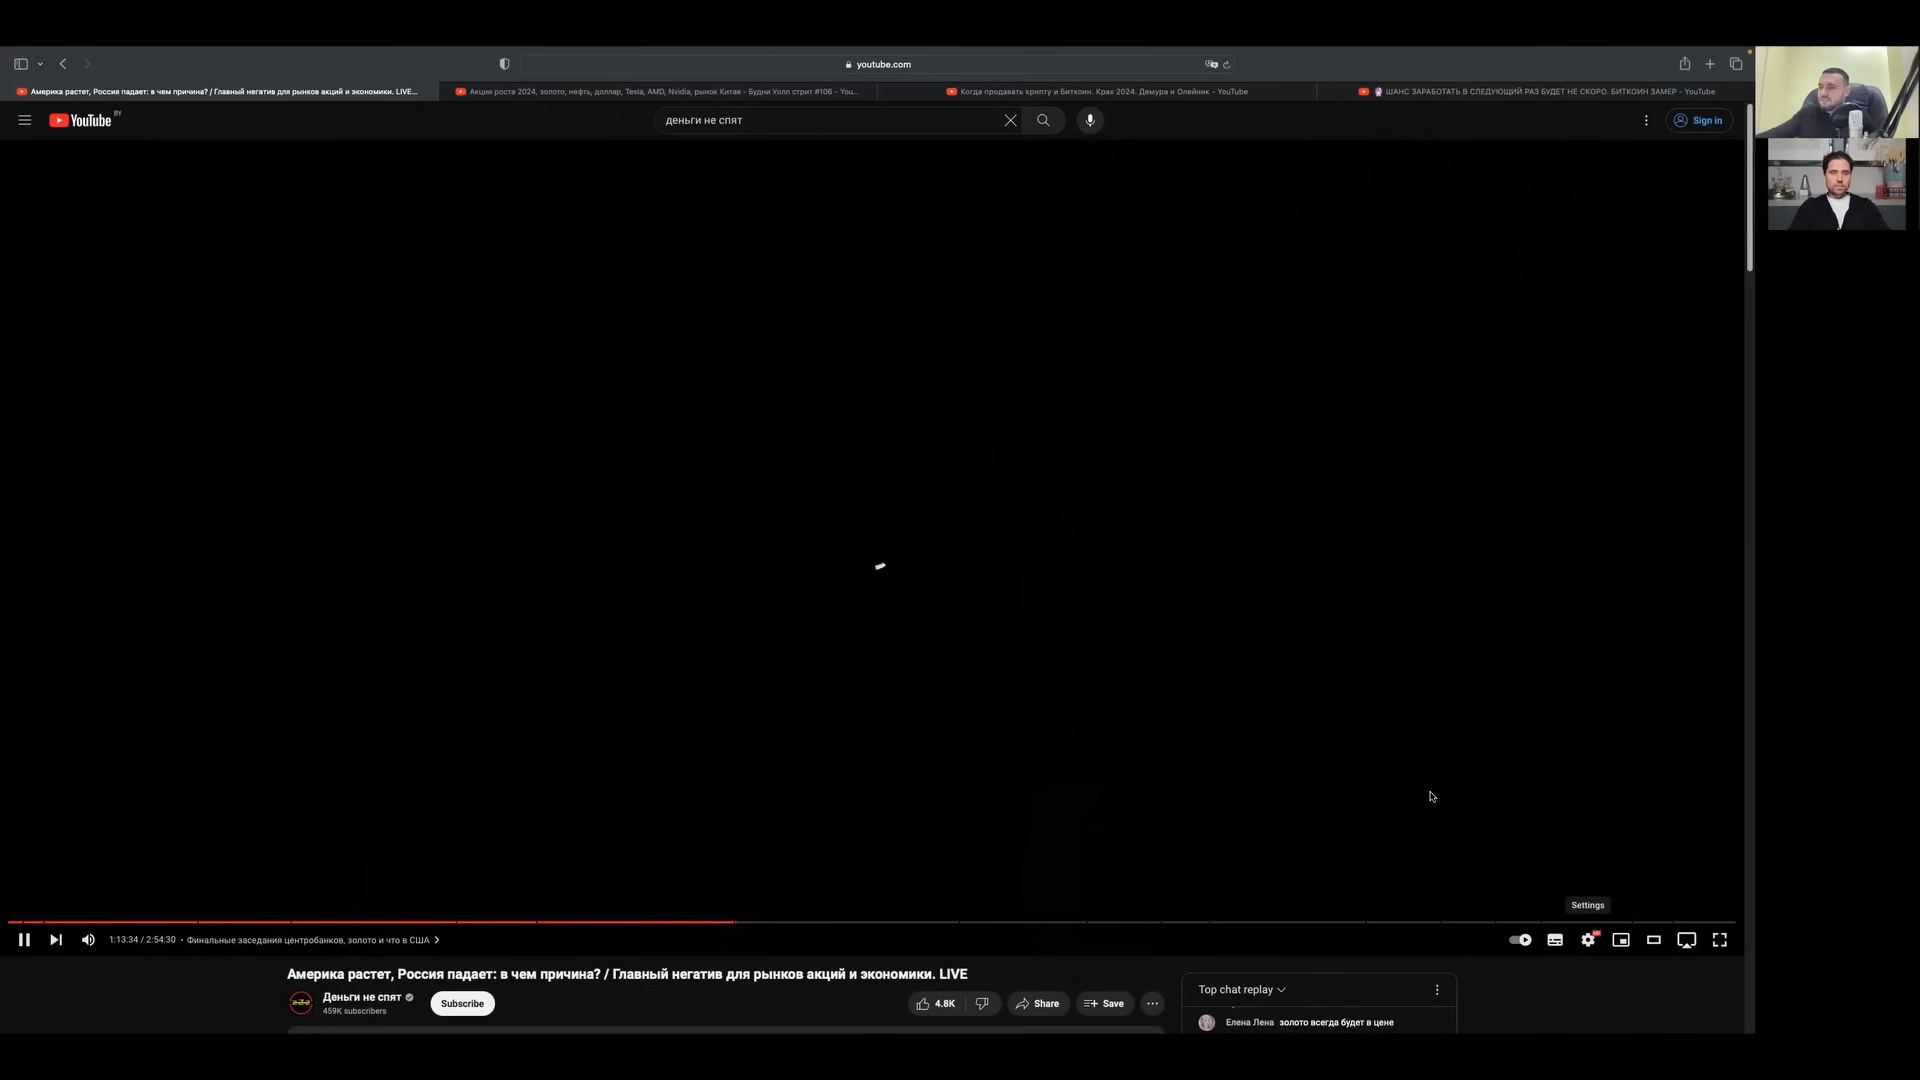 youtube.com
Америка растет, Россия падает: в чем причина? / Главный негатив для рынков акций и экономики. LIVE...
Акции роста 2024, золото, нефть, доллар, Tesla, AMD, Nvidia, рынок Китая - Будни Уолл стрит #106 - You...
Когда продавать крипту и Биткоин. Крах 2024. Демура и Олейник - YouTube
ШАНС ЗАРАБОТАТЬ В СЛЕДУЮЩИЙ РАЗ БУДЕТ НЕ СКОРО. БИТКОИН ЗАМЕР - YouTube
YouTube BY
деньги не спят
Sign in
Settings
1:13:34 / 2:54:30 • Финальные заседания центробанков, золото и что в США
HD
Америка растет, Россия падает: в чем причина? / Главный негатив для рынков акций и экономики. LIVE
Деньги не спят
459K subscribers
Subscribe
4.8K
Share
Save
Top chat replay
Елена Лена золото всегда будет в цене